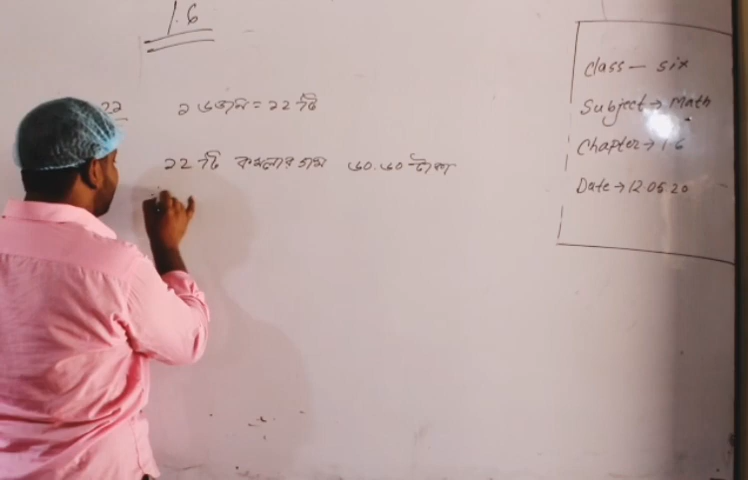 1.6
১১
১ ডজন = ১২ টি
১২ টি কমলার দাম ৬০.৬০ টাকা
Class — Six
Subject → Math
Chapter → 1.6
Date → 12.05.20